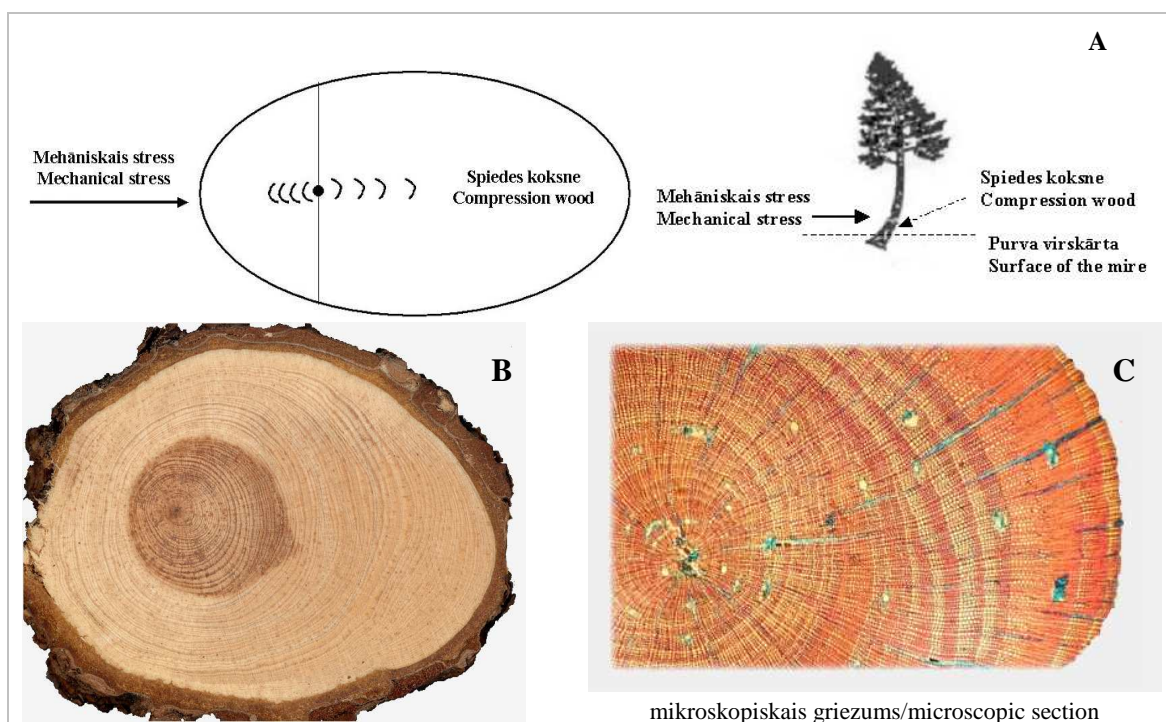 A
Mehāniskais stress
Mechanical stress
Spiedes koksne
Compression wood
Mehāniskais stress
Mechanical stress
Spiedes koksne
Compression wood
Purva virskārta
Surface of the mire
B
C
mikroskopiskais griezums/microscopic section